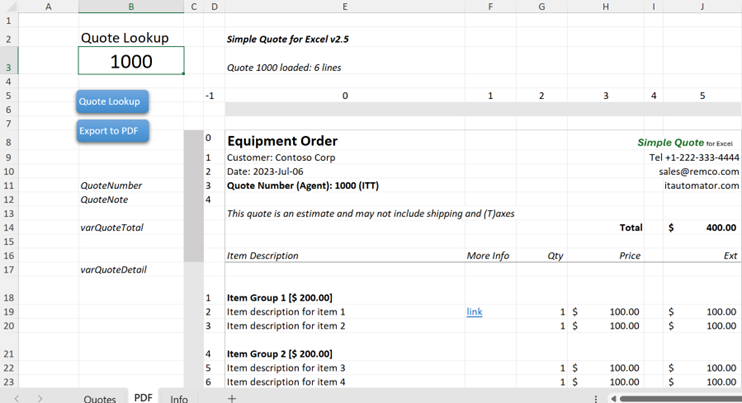 A B C D E F G H I J
1
2 Quote Lookup Simple Quote for Excel v2.5
3 1000 Quote 1000 loaded: 6 lines
4
5 Quote Lookup -1 0 1 2 3 4 5
6
7 Export to PDF
8 0 Equipment Order Simple Quote for Excel
9 1 Customer: Contoso Corp Tel +1-222-333-4444
10 2 Date: 2023-Jul-06 sales@remco.com
11 QuoteNumber 3 Quote Number (Agent): 1000 (ITT) itautomator.com
12 QuoteNote 4
13 This quote is an estimate and may not include shipping and (T)axes
14 varQuoteTotal Total $ 400.00
15
16 Item Description More Info Qty Price Ext
17 varQuoteDetail
18 1 Item Group 1 [$ 200.00]
19 2 Item description for item 1 link 1 $ 100.00 $ 100.00
20 3 Item description for item 2 1 $ 100.00 $ 100.00
21 4 Item Group 2 [$ 200.00]
22 5 Item description for item 3 1 $ 100.00 $ 100.00
23 6 Item description for item 4 1 $ 100.00 $ 100.00
Quotes PDF Info +